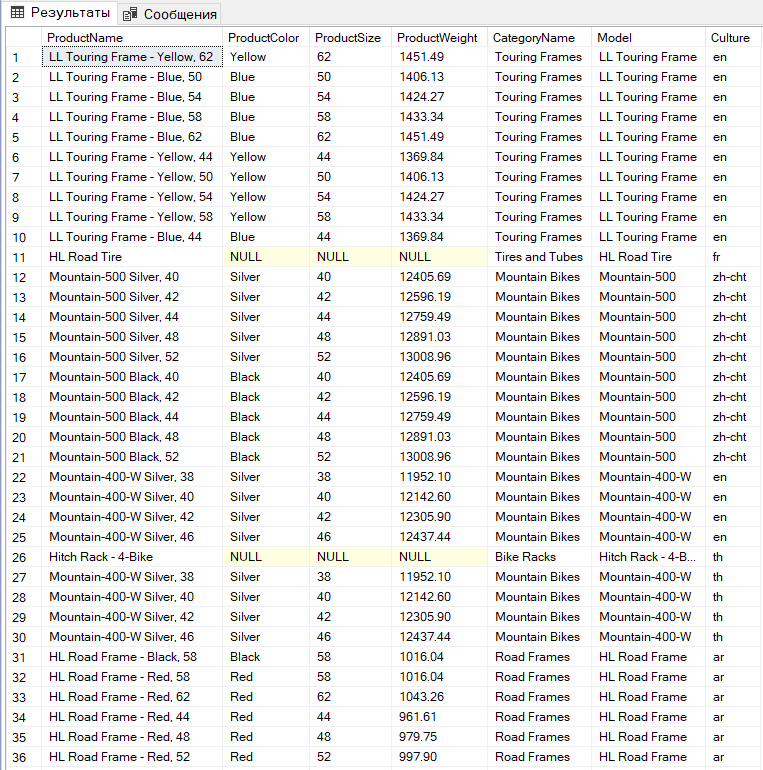 Результаты Сообщения
ProductName ProductColor ProductSize ProductWeight CategoryName Model Culture
1 LL Touring Frame - Yellow, 62 Yellow 62 1451.49 Touring Frames LL Touring Frame en
2 LL Touring Frame - Blue, 50 Blue 50 1406.13 Touring Frames LL Touring Frame en
3 LL Touring Frame - Blue, 54 Blue 54 1424.27 Touring Frames LL Touring Frame en
4 LL Touring Frame - Blue, 58 Blue 58 1433.34 Touring Frames LL Touring Frame en
5 LL Touring Frame - Blue, 62 Blue 62 1451.49 Touring Frames LL Touring Frame en
6 LL Touring Frame - Yellow, 44 Yellow 44 1369.84 Touring Frames LL Touring Frame en
7 LL Touring Frame - Yellow, 50 Yellow 50 1406.13 Touring Frames LL Touring Frame en
8 LL Touring Frame - Yellow, 54 Yellow 54 1424.27 Touring Frames LL Touring Frame en
9 LL Touring Frame - Yellow, 58 Yellow 58 1433.34 Touring Frames LL Touring Frame en
10 LL Touring Frame - Blue, 44 Blue 44 1369.84 Touring Frames LL Touring Frame en
11 HL Road Tire NULL NULL NULL Tires and Tubes HL Road Tire fr
12 Mountain-500 Silver, 40 Silver 40 12405.69 Mountain Bikes Mountain-500 zh-cht
13 Mountain-500 Silver, 42 Silver 42 12596.19 Mountain Bikes Mountain-500 zh-cht
14 Mountain-500 Silver, 44 Silver 44 12759.49 Mountain Bikes Mountain-500 zh-cht
15 Mountain-500 Silver, 48 Silver 48 12891.03 Mountain Bikes Mountain-500 zh-cht
16 Mountain-500 Silver, 52 Silver 52 13008.96 Mountain Bikes Mountain-500 zh-cht
17 Mountain-500 Black, 40 Black 40 12405.69 Mountain Bikes Mountain-500 zh-cht
18 Mountain-500 Black, 42 Black 42 12596.19 Mountain Bikes Mountain-500 zh-cht
19 Mountain-500 Black, 44 Black 44 12759.49 Mountain Bikes Mountain-500 zh-cht
20 Mountain-500 Black, 48 Black 48 12891.03 Mountain Bikes Mountain-500 zh-cht
21 Mountain-500 Black, 52 Black 52 13008.96 Mountain Bikes Mountain-500 zh-cht
22 Mountain-400-W Silver, 38 Silver 38 11952.10 Mountain Bikes Mountain-400-W en
23 Mountain-400-W Silver, 40 Silver 40 12142.60 Mountain Bikes Mountain-400-W en
24 Mountain-400-W Silver, 42 Silver 42 12305.90 Mountain Bikes Mountain-400-W en
25 Mountain-400-W Silver, 46 Silver 46 12437.44 Mountain Bikes Mountain-400-W en
26 Hitch Rack - 4-Bike NULL NULL NULL Bike Racks Hitch Rack - 4-B... th
27 Mountain-400-W Silver, 38 Silver 38 11952.10 Mountain Bikes Mountain-400-W th
28 Mountain-400-W Silver, 40 Silver 40 12142.60 Mountain Bikes Mountain-400-W th
29 Mountain-400-W Silver, 42 Silver 42 12305.90 Mountain Bikes Mountain-400-W th
30 Mountain-400-W Silver, 46 Silver 46 12437.44 Mountain Bikes Mountain-400-W th
31 HL Road Frame - Black, 58 Black 58 1016.04 Road Frames HL Road Frame ar
32 HL Road Frame - Red, 58 Red 58 1016.04 Road Frames HL Road Frame ar
33 HL Road Frame - Red, 62 Red 62 1043.26 Road Frames HL Road Frame ar
34 HL Road Frame - Red, 44 Red 44 961.61 Road Frames HL Road Frame ar
35 HL Road Frame - Red, 48 Red 48 979.75 Road Frames HL Road Frame ar
36 HL Road Frame - Red, 52 Red 52 997.90 Road Frames HL Road Frame ar